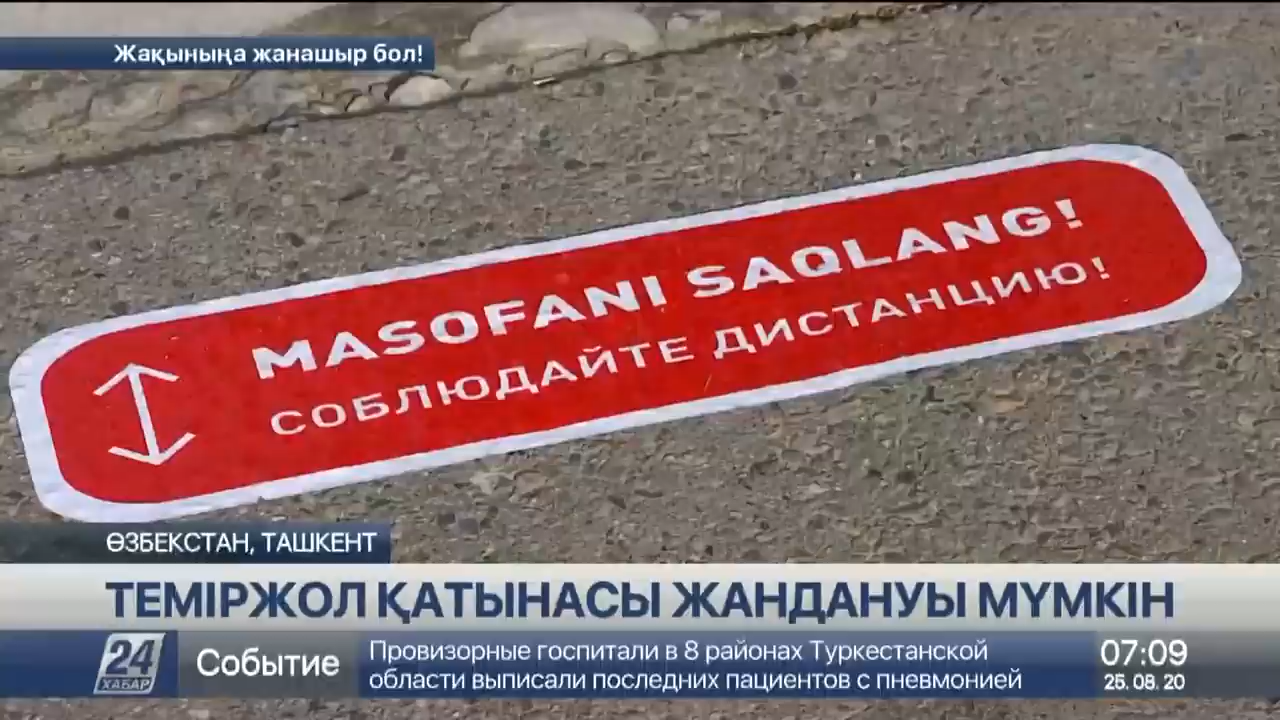 Жақыныңа жанашыр бол!
MASOFANI SAQLANG!
СОБЛЮДАЙТЕ ДИСТАНЦИЮ!
ӨЗБЕКСТАН, ТАШКЕНТ
ТЕМІРЖОЛ ҚАТЫНАСЫ ЖАНДАНУЫ МҮМКІН
24
ХАБАР
Событие
Провизорные госпитали в 8 районах Туркестанской
области выписали последних пациентов с пневмонией
07:09
25. 08. 20